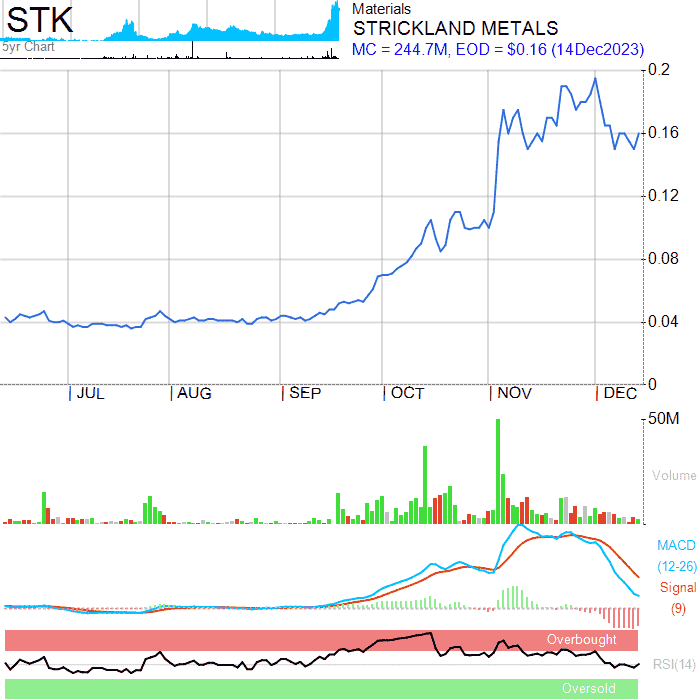 STK
5yr Chart
Materials
STRICKLAND METALS
MC = 244.7M, EOD = $0.16 (14Dec2023)
0.2
0.16
0.12
0.08
0.04
0
JUL AUG SEP OCT NOV DEC
50M
Volume
MACD
(12-26)
Signal
(9)
Overbought
RSI(14)
Oversold